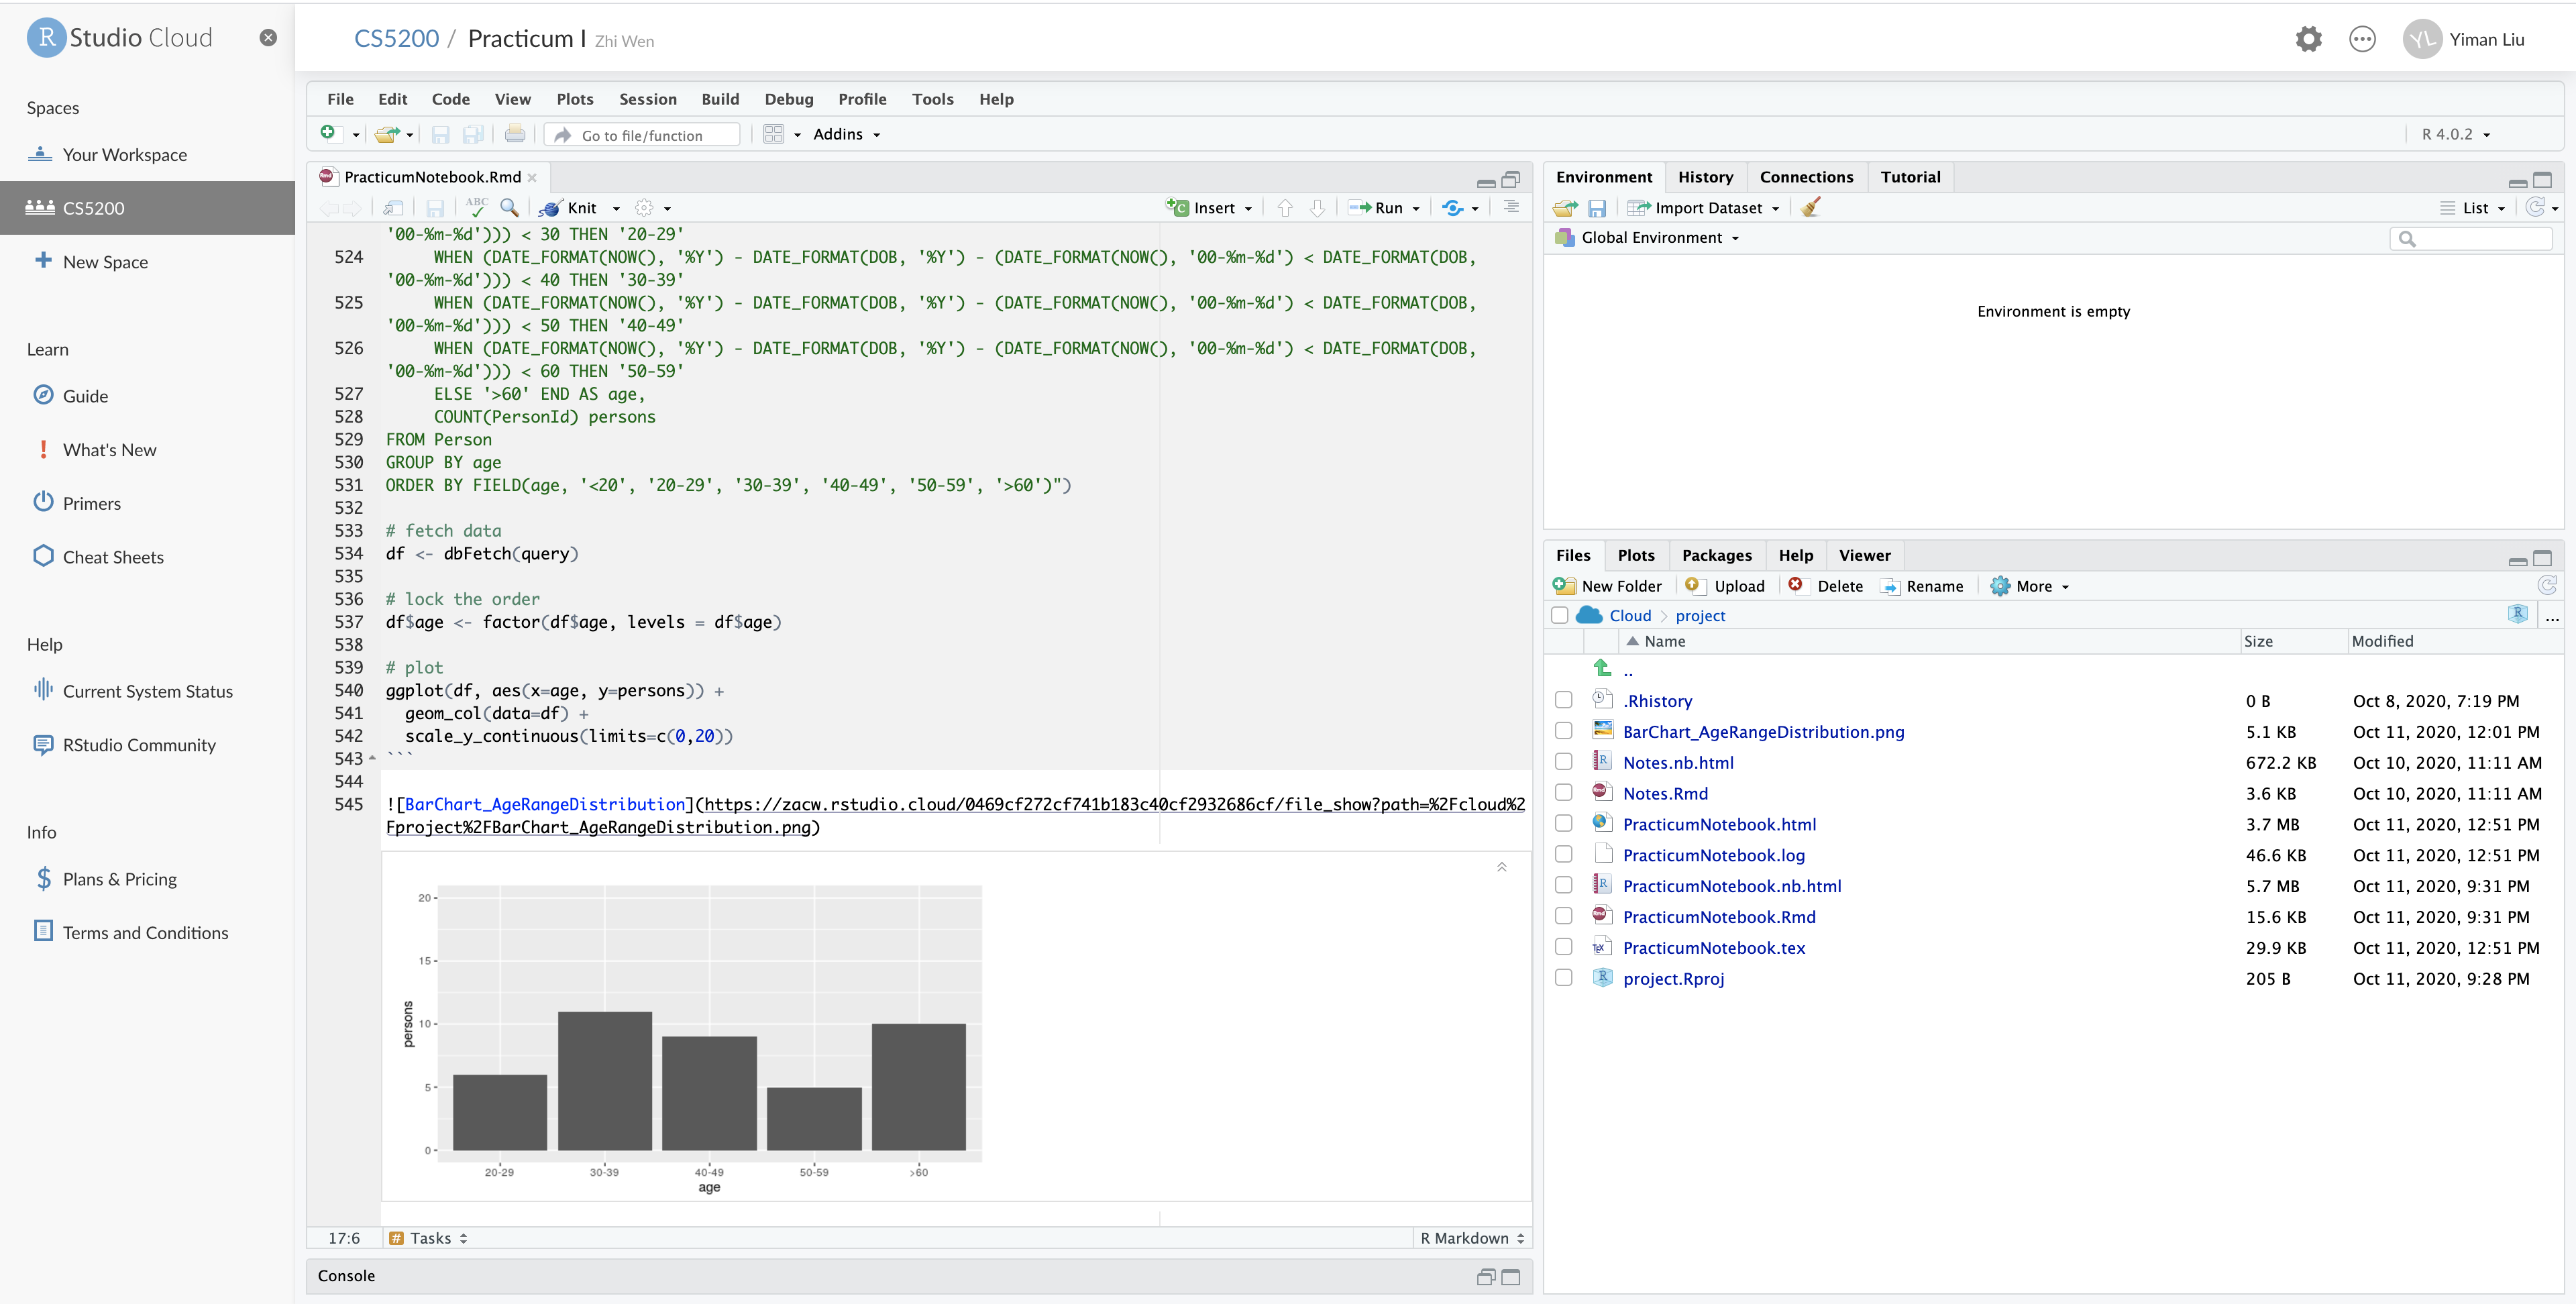 R Studio Cloud
CS5200 / Practicum I Zhi Wen
YL Yiman Liu
Spaces
Your Workspace
CS5200
New Space
Learn
Guide
What's New
Primers
Cheat Sheets
Help
Current System Status
RStudio Community
Info
Plans & Pricing
Terms and Conditions
File Edit Code View Plots Session Build Debug Profile Tools Help
Go to file/function Addins R 4.0.2
PracticumNotebook.Rmd
ABC Knit Insert Run
'00-%m-%d'))) < 30 THEN '20-29'
524 WHEN (DATE_FORMAT(NOW(), '%Y') - DATE_FORMAT(DOB, '%Y') - (DATE_FORMAT(NOW(), '00-%m-%d') < DATE_FORMAT(DOB,
'00-%m-%d'))) < 40 THEN '30-39'
525 WHEN (DATE_FORMAT(NOW(), '%Y') - DATE_FORMAT(DOB, '%Y') - (DATE_FORMAT(NOW(), '00-%m-%d') < DATE_FORMAT(DOB,
'00-%m-%d'))) < 50 THEN '40-49'
526 WHEN (DATE_FORMAT(NOW(), '%Y') - DATE_FORMAT(DOB, '%Y') - (DATE_FORMAT(NOW(), '00-%m-%d') < DATE_FORMAT(DOB,
'00-%m-%d'))) < 60 THEN '50-59'
527 ELSE '>60' END AS age,
528 COUNT(PersonId) persons
529 FROM Person
530 GROUP BY age
531 ORDER BY FIELD(age, '<20', '20-29', '30-39', '40-49', '50-59', '>60')")
532
533 # fetch data
534 df <- dbFetch(query)
535
536 # lock the order
537 df$age <- factor(df$age, levels = df$age)
538
539 # plot
540 ggplot(df, aes(x=age, y=persons)) +
541 geom_col(data=df) +
542 scale_y_continuous(limits=c(0,20))
543 ```
544
545 ![BarChart_AgeRangeDistribution](https://zacw.rstudio.cloud/0469cf272cf741b183c40cf2932686cf/file_show?path=%2Fcloud%2
Fproject%2FBarChart_AgeRangeDistribution.png)
20
15
10
5
0
persons
20-29 30-39 40-49 50-59 >60
age
17:6 # Tasks R Markdown
Console
Environment History Connections Tutorial
Import Dataset List
Global Environment
Environment is empty
Files Plots Packages Help Viewer
New Folder Upload Delete Rename More
Cloud project ...
Name Size Modified
..
.Rhistory 0 B Oct 8, 2020, 7:19 PM
BarChart_AgeRangeDistribution.png 5.1 KB Oct 11, 2020, 12:01 PM
Notes.nb.html 672.2 KB Oct 10, 2020, 11:11 AM
Notes.Rmd 3.6 KB Oct 10, 2020, 11:11 AM
PracticumNotebook.html 3.7 MB Oct 11, 2020, 12:51 PM
PracticumNotebook.log 46.6 KB Oct 11, 2020, 12:51 PM
PracticumNotebook.nb.html 5.7 MB Oct 11, 2020, 9:31 PM
PracticumNotebook.Rmd 15.6 KB Oct 11, 2020, 9:31 PM
PracticumNotebook.tex 29.9 KB Oct 11, 2020, 12:51 PM
project.Rproj 205 B Oct 11, 2020, 9:28 PM